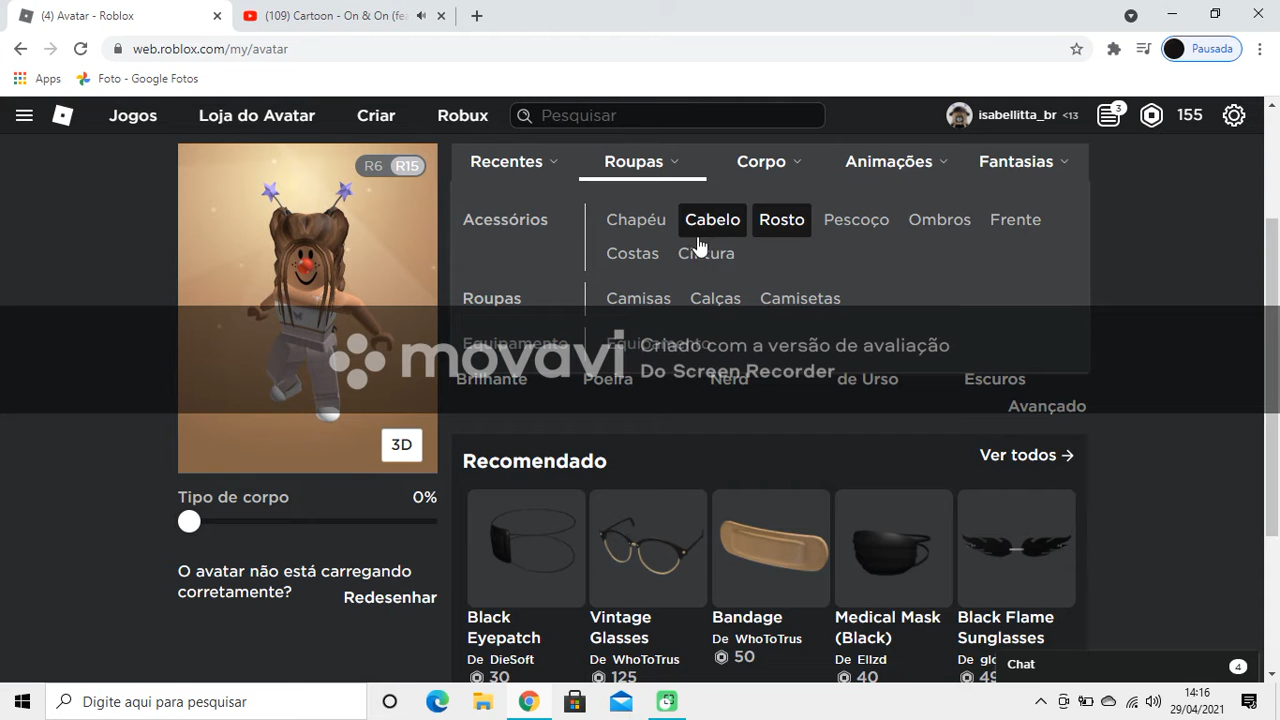 (4) Avatar - Roblox
(109) Cartoon - On & On (fea
web.roblox.com/my/avatar
Pausada
Apps
Foto - Google Fotos
Jogos
Loja do Avatar
Criar
Robux
Pesquisar
isabellitta_br <13
3
155
R6 R15
Recentes
Roupas
Corpo
Animações
Fantasias
Acessórios
Chapéu Cabelo Rosto Pescoço Ombros Frente
Costas Cintura
Roupas
Camisas Calças Camisetas
Equipamento
Equipamento
movavi
Criado com a versão de avaliação
Do Screen Recorder
Brilhante
Poeira
Nerd
de Urso
Escuros
Avançado
3D
Tipo de corpo 0%
O avatar não está carregando
corretamente?
Redesenhar
Recomendado
Ver todos
Black
Eyepatch
De DieSoft
30
Vintage
Glasses
De WhoToTrus
125
Bandage
De WhoToTrus
50
Medical Mask
(Black)
De Ellzd
40
Black Flame
Sunglasses
De
Chat
4
Digite aqui para pesquisar
14:16
29/04/2021